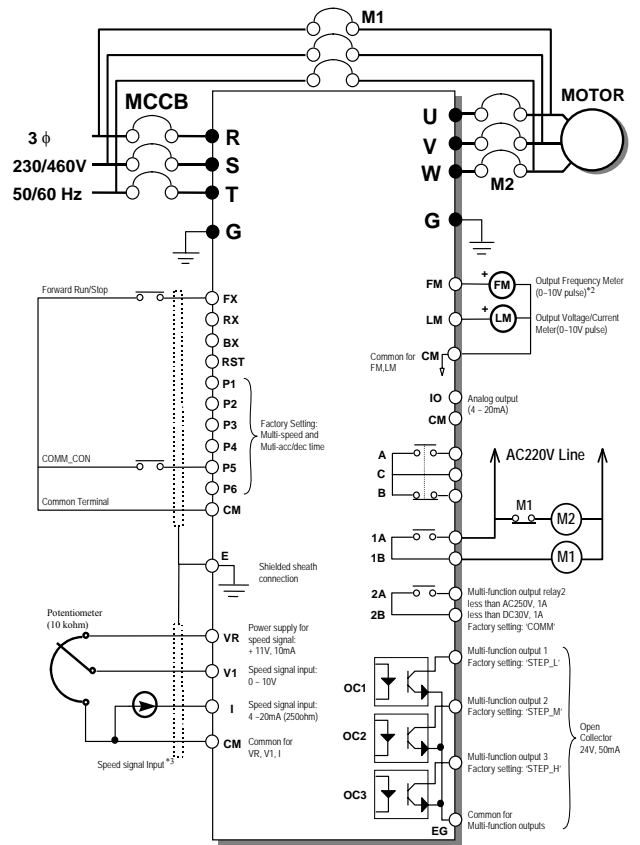 M1
MCCB
MOTOR
3 ϕ
230/460V
50/60 Hz
R
S
T
G
U
V
W
M2
G
Forward Run/Stop
FX
RX
BX
RST
P1
P2
P3
P4
P5
P6
CM
Factory Setting:
Multi-speed and
Muti-acc/dec time
COMM_CON
Common Terminal
E
Shielded sheath
connection
Potentiometer
(10 kohm)
VR
Power supply for
speed signal:
+ 11V, 10mA
V1
Speed signal input:
0 – 10V
I
Speed signal input:
4 ~20mA (250ohm)
CM
Common for
VR, V1, I
Speed signal Input *3
FM
+
FM
Output Frequency Meter
(0~10V pulse)*2
LM
+
LM
Output Voltage/Current
Meter(0~10V pulse)
Common for
FM,LM
CM
IO
CM
Analog output
(4 – 20mA)
A
C
B
AC220V Line
M1
M2
1A
1B
M1
2A
2B
Multi-function output relay2
less than AC250V, 1A
less than DC30V, 1A
Factory setting: 'COMM'
OC1
Multi-function output 1
Factory setting: 'STEP_L'
OC2
Multi-function output 2
Factory setting: 'STEP_M'
OC3
Multi-function output 3
Factory setting: 'STEP_H'
Open
Collector
24V, 50mA
EG
Common for
Multi-function outputs